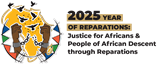 2025 YEAR
OF REPARATIONS:
Justice for Africans &
People of African Descent
through Reparations